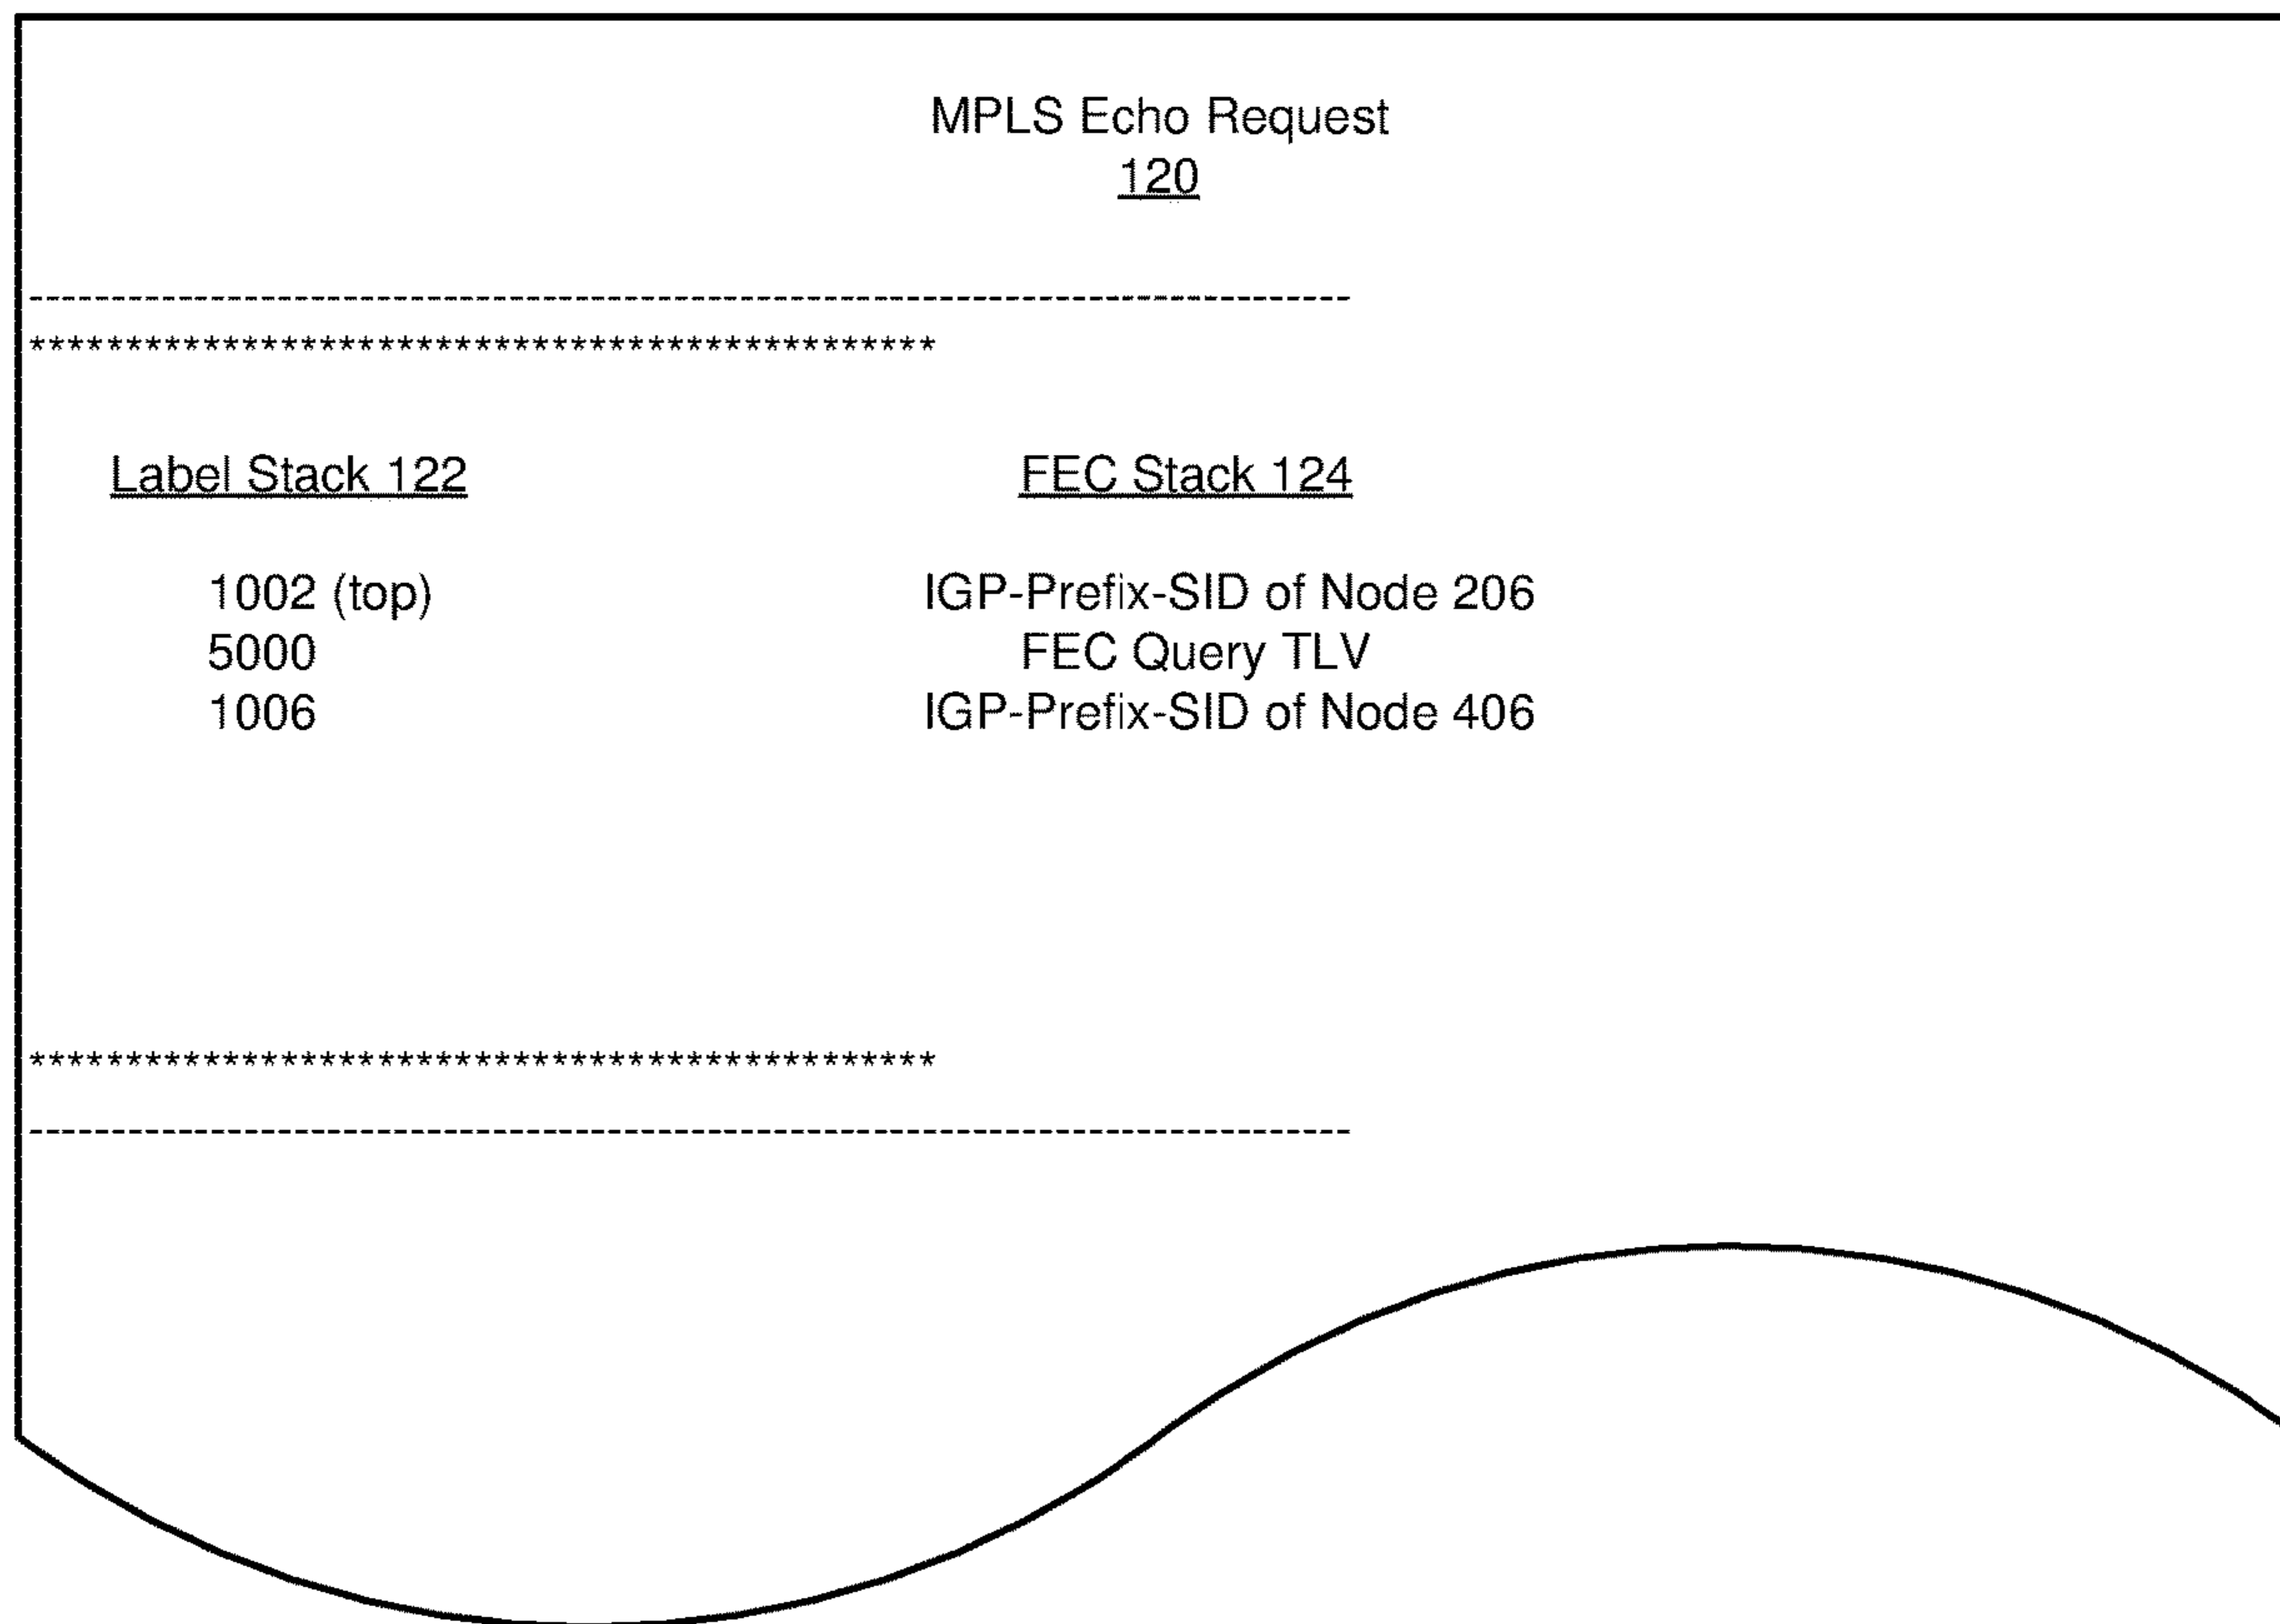 MPLS Echo Request
120
--------------------------------------------------------------------------------
***********************************************
Label Stack 122 FEC Stack 124
1002 (top) IGP-Prefix-SID of Node 206
5000 FEC Query TLV
1006 IGP-Prefix-SID of Node 406
***********************************************
--------------------------------------------------------------------------------